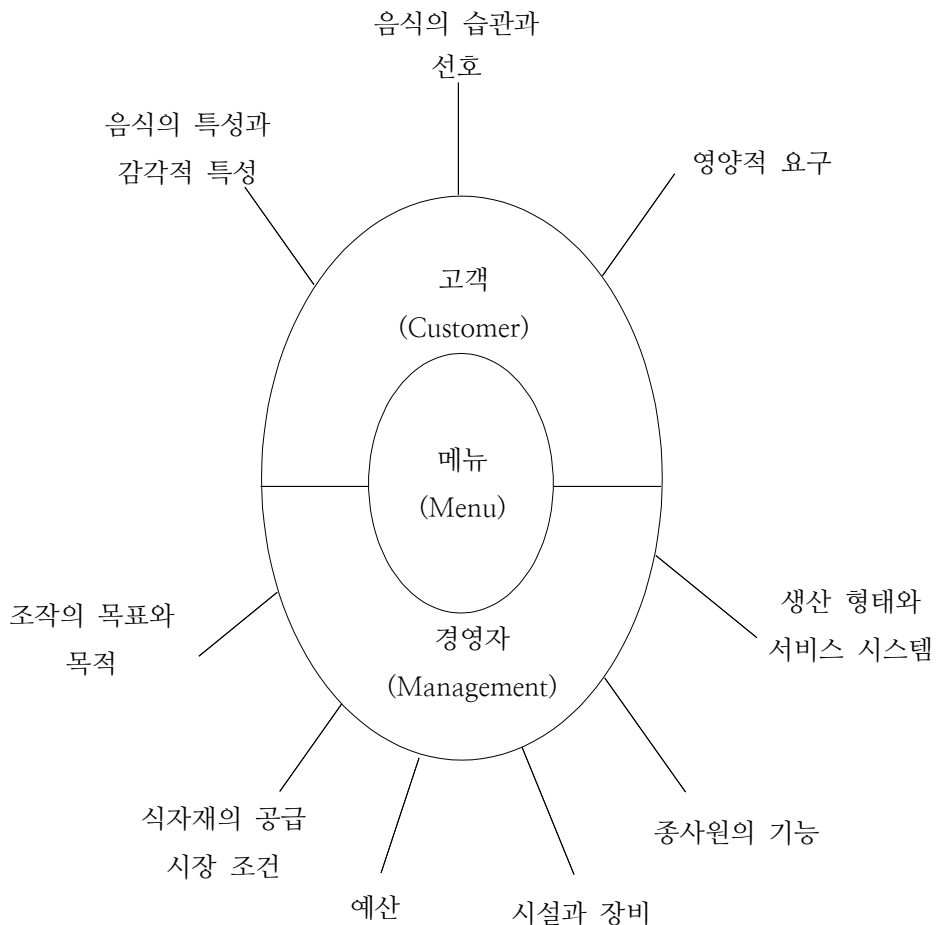 음식의 습관과
선호
음식의 특성과
감각적 특성
영양적 요구
고객
(Customer)
메뉴
(Menu)
조작의 목표와
목적
생산 형태와
서비스 시스템
경영자
(Management)
식자재의 공급
시장 조건
종사원의 기능
예산
시설과 장비